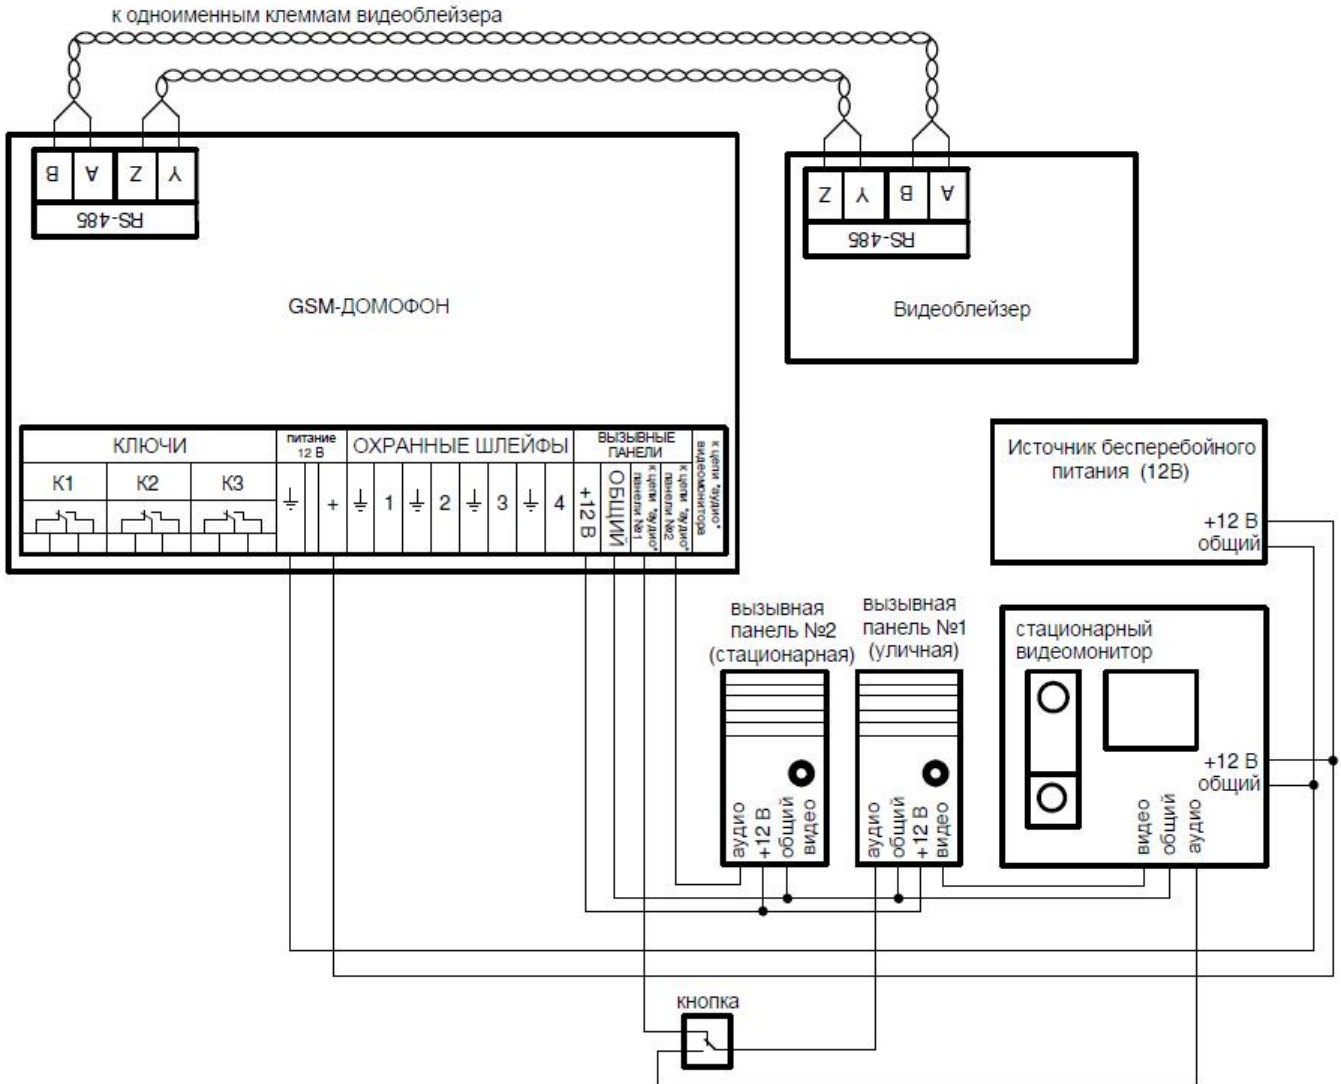 к одноименным клеммам видеоблейзера
B A Z Y
RS-485
Z Y B A
RS-485
GSM-ДОМОФОН
Видеоблейзер
КЛЮЧИ
питание
12 В
ОХРАННЫЕ ШЛЕЙФЫ
ВЫЗЫВНЫЕ
ПАНЕЛИ
к цепи "аудио"
видеомонитора
К1 К2 К3
+ 1 2 3 4
+12 В
ОБЩИЙ
к цепи "аудио"
панели №1
к цепи "аудио"
панели №2
Источник бесперебойного
питания (12В)
+12 В
общий
вызывная
панель №2
(стационарная)
вызывная
панель №1
(уличная)
стационарный
видеомонитор
+12 В
общий
аудио
+12 В
общий
видео
аудио
общий
+12 В
видео
видео
общий
аудио
кнопка